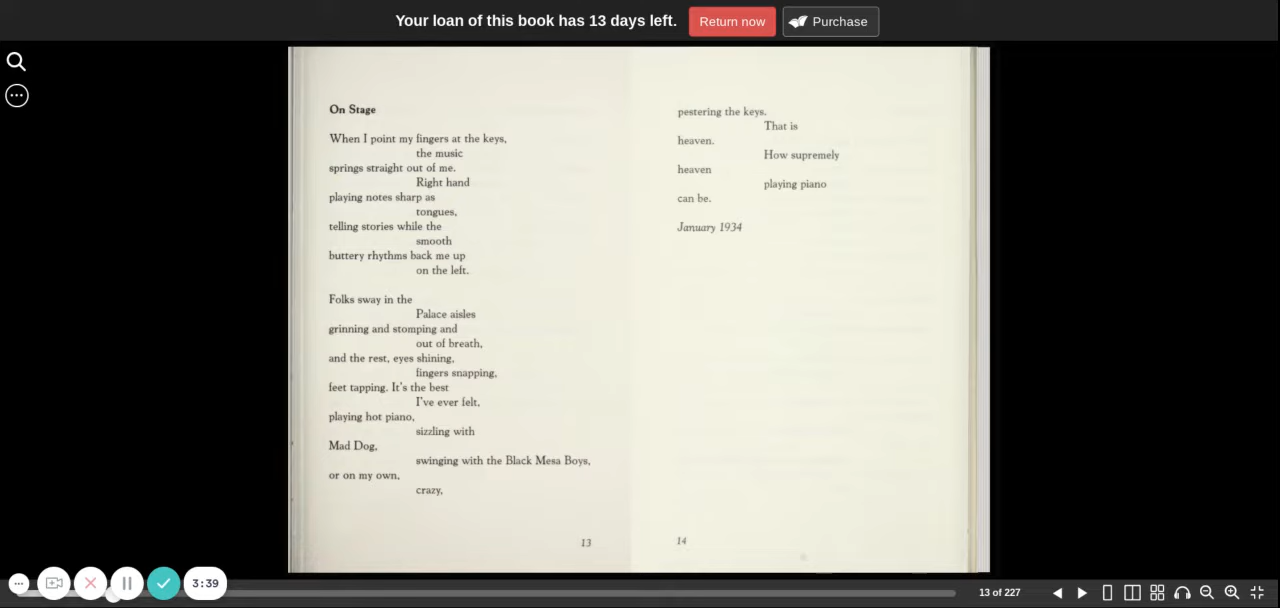 Your loan of this book has 13 days left.
Return now
Purchase
On Stage
When I point my fingers at the keys,
the music
springs straight out of me.
Right hand
playing notes sharp as
tongues,
telling stories while the
smooth
buttery rhythms back me up
on the left.
Folks sway in the
Palace aisles
grinning and stomping and
out of breath,
and the rest, eyes shining,
fingers snapping,
feet tapping. It's the best
I've ever felt,
playing hot piano,
sizzling with
Mad Dog,
swinging with the Black Mesa Boys,
or on my own,
crazy,
13
pestering the keys.
That is
heaven.
How supremely
heaven
playing piano
can be.
January 1934
14
3:39
13 of 227